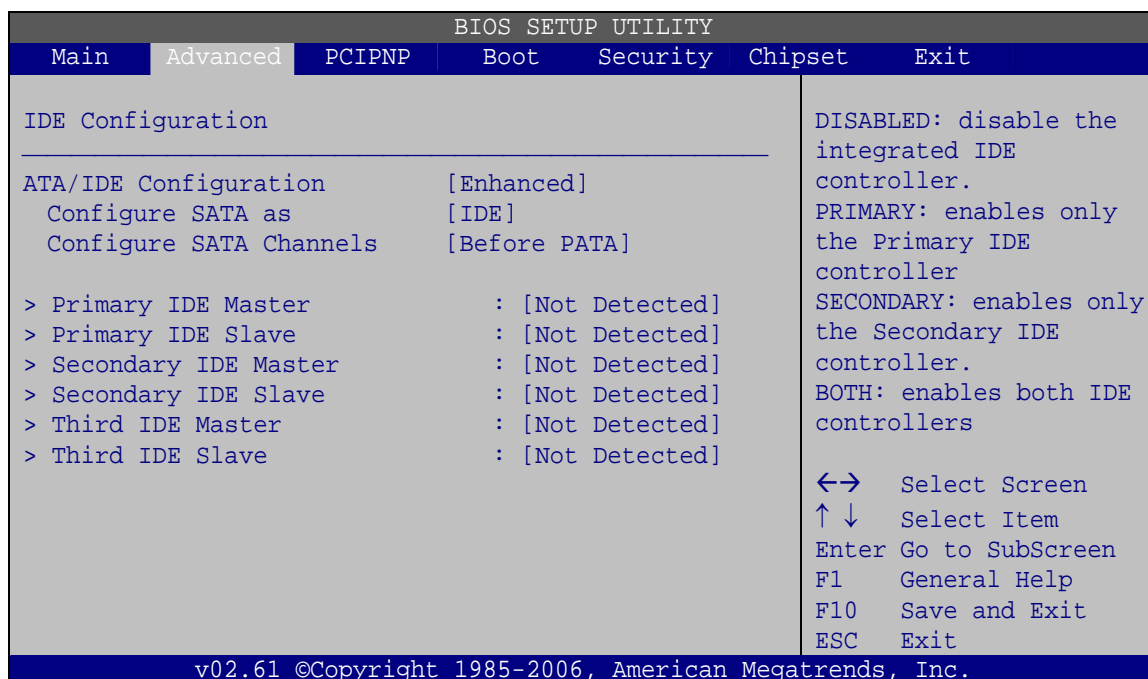 BIOS SETUP UTILITY
Main Advanced PCIPNP Boot Security Chipset Exit
IDE Configuration
ATA/IDE Configuration [Enhanced]
Configure SATA as [IDE]
Configure SATA Channels [Before PATA]
> Primary IDE Master : [Not Detected]
> Primary IDE Slave : [Not Detected]
> Secondary IDE Master : [Not Detected]
> Secondary IDE Slave : [Not Detected]
> Third IDE Master : [Not Detected]
> Third IDE Slave : [Not Detected]
DISABLED: disable the
integrated IDE
controller.
PRIMARY: enables only
the Primary IDE
controller
SECONDARY: enables only
the Secondary IDE
controller.
BOTH: enables both IDE
controllers
←→ Select Screen
↑ ↓ Select Item
Enter Go to SubScreen
F1 General Help
F10 Save and Exit
ESC Exit
v02.61 ©Copyright 1985-2006, American Megatrends, Inc.